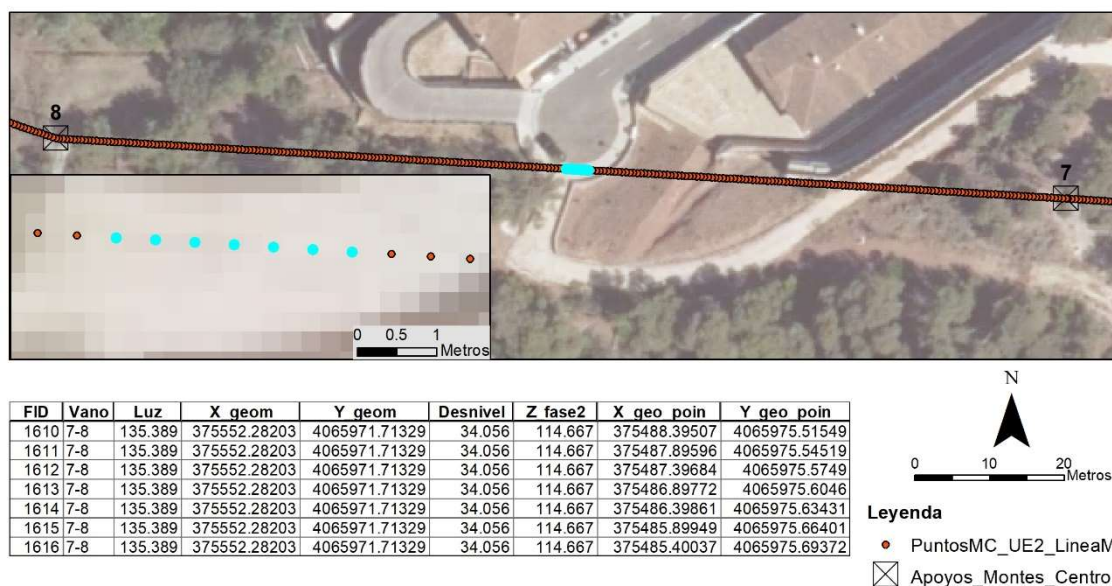 8
7
0 0.5 1
Metros
FID Vano Luz X_geom Y_geom Desnivel Z_fase2 X_geo_poin Y_geo_poin
1610 7-8 135.389 375552.28203 4065971.71329 34.056 114.667 375488.39507 4065975.51549
1611 7-8 135.389 375552.28203 4065971.71329 34.056 114.667 375487.89596 4065975.54519
1612 7-8 135.389 375552.28203 4065971.71329 34.056 114.667 375487.39684 4065975.5749
1613 7-8 135.389 375552.28203 4065971.71329 34.056 114.667 375486.89772 4065975.6046
1614 7-8 135.389 375552.28203 4065971.71329 34.056 114.667 375486.39861 4065975.63431
1615 7-8 135.389 375552.28203 4065971.71329 34.056 114.667 375485.89949 4065975.66401
1616 7-8 135.389 375552.28203 4065971.71329 34.056 114.667 375485.40037 4065975.69372
N
0 10 20
Metros
Leyenda
PuntosMC_UE2_LineaM
Apoyos_Montes_Centro